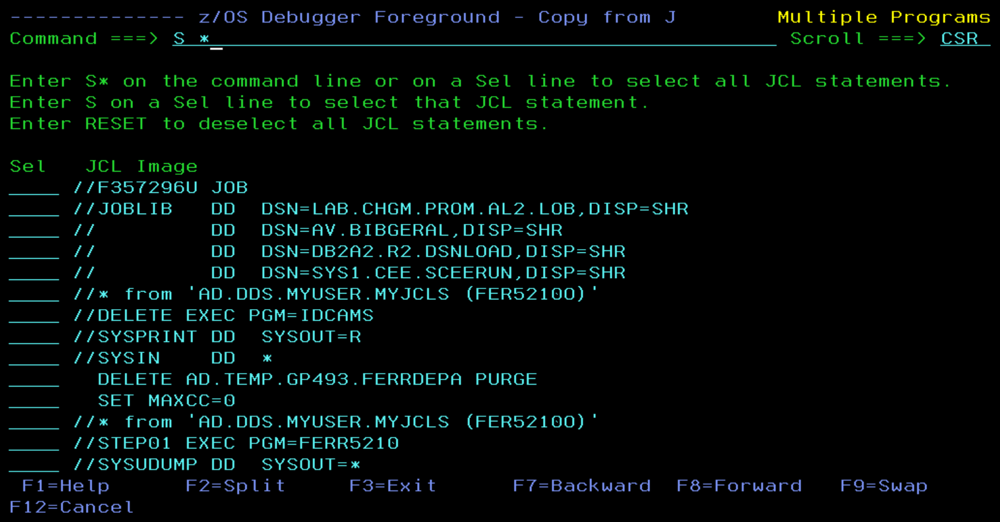 -------------- z/OS Debugger Foreground - Copy from J        Multiple Programs
Command ===> S *                                              Scroll ===> CSR
Enter S* on the command line or on a Sel line to select all JCL statements.
Enter S on a Sel line to select that JCL statement.
Enter RESET to deselect all JCL statements.
Sel   JCL Image
____ //F357296U JOB
____ //JOBLIB   DD  DSN=LAB.CHGM.PROM.AL2.LOB,DISP=SHR
____ //         DD  DSN=AV.BIBGERAL,DISP=SHR
____ //         DD  DSN=DB2A2.R2.DSNLOAD,DISP=SHR
____ //         DD  DSN=SYS1.CEE.SCEERUN,DISP=SHR
____ //* from 'AD.DDS.MYUSER.MYJCLS (FER5210O)'
____ //DELETE EXEC PGM=IDCAMS
____ //SYSPRINT DD  SYSOUT=R
____ //SYSIN    DD  *
____   DELETE AD.TEMP.GP493.FERRDEPA PURGE
____   SET MAXCC=0
____ //* from 'AD.DDS.MYUSER.MYJCLS (FER5210O)'
____ //STEP01 EXEC PGM=FERR5210
____ //SYSUDUMP DD  SYSOUT=*
F1=Help      F2=Split     F3=Exit      F7=Backward  F8=Forward   F9=Swap
F12=Cancel